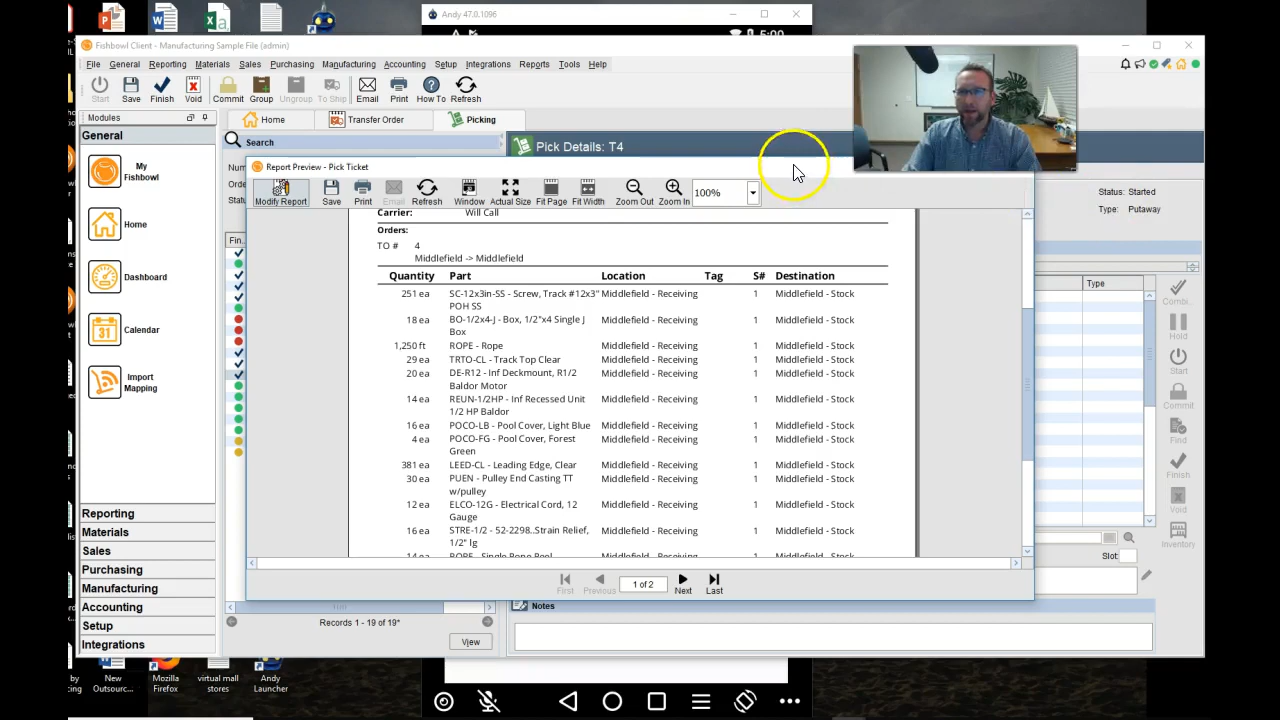 Andy 47.0.1096
5:00
Fishbowl Client - Manufacturing Sample File (admin)
File General Reporting Materials Sales Purchasing Manufacturing Accounting Setup Integrations Reports Tools Help
Start Save Finish Void Commit Group Ungroup To Ship Email Print How To Refresh
Modules
Home Transfer Order Picking
General
Search
Pick Details: T4
My
Fishbowl
Home
Dashboard
Calendar
Import
Mapping
Reporting
Materials
Sales
Purchasing
Manufacturing
Accounting
Setup
Integrations
Report Preview - Pick Ticket
Modify Report Save Print Email Refresh Window Actual Size Fit Page Fit Width Zoom Out Zoom In 100%
Status: Started
Type: Putaway
Carrier: Will Call
Orders:
TO # 4
Middlefield -> Middlefield
Quantity Part Location Tag S# Destination
251 ea SC-12x3in-SS - Screw, Track #12x3" Middlefield - Receiving 1 Middlefield - Stock
POH SS
18 ea BO-1/2x4-J - Box, 1/2"x4 Single J Middlefield - Receiving 1 Middlefield - Stock
Box
1,250 ft ROPE - Rope Middlefield - Receiving 1 Middlefield - Stock
29 ea TRTO-CL - Track Top Clear Middlefield - Receiving 1 Middlefield - Stock
20 ea DE-R12 - Inf Deckmount, R1/2 Middlefield - Receiving 1 Middlefield - Stock
Baldor Motor
14 ea REUN-1/2HP - Inf Recessed Unit Middlefield - Receiving 1 Middlefield - Stock
1/2 HP Baldor
16 ea POCO-LB - Pool Cover, Light Blue Middlefield - Receiving 1 Middlefield - Stock
4 ea POCO-FG - Pool Cover, Forest Middlefield - Receiving 1 Middlefield - Stock
Green
381 ea LEED-CL - Leading Edge, Clear Middlefield - Receiving 1 Middlefield - Stock
30 ea PUEN - Pulley End Casting TT Middlefield - Receiving 1 Middlefield - Stock
w/pulley
12 ea ELCO-12G - Electrical Cord, 12 Middlefield - Receiving 1 Middlefield - Stock
Gauge
16 ea STRE-1/2 - 52-2298..Strain Relief, Middlefield - Receiving 1 Middlefield - Stock
1/2" lg
First Previous 1 of 2 Next Last
Type
Combi..
Hold
Start
Commit
Find
Finish
Void
Inventory
Slot:
Notes
Records 1 - 19 of 19*
View
New
Outsourc...
Mozilla
Firefox
virtual mall
stores
Andy
Launcher